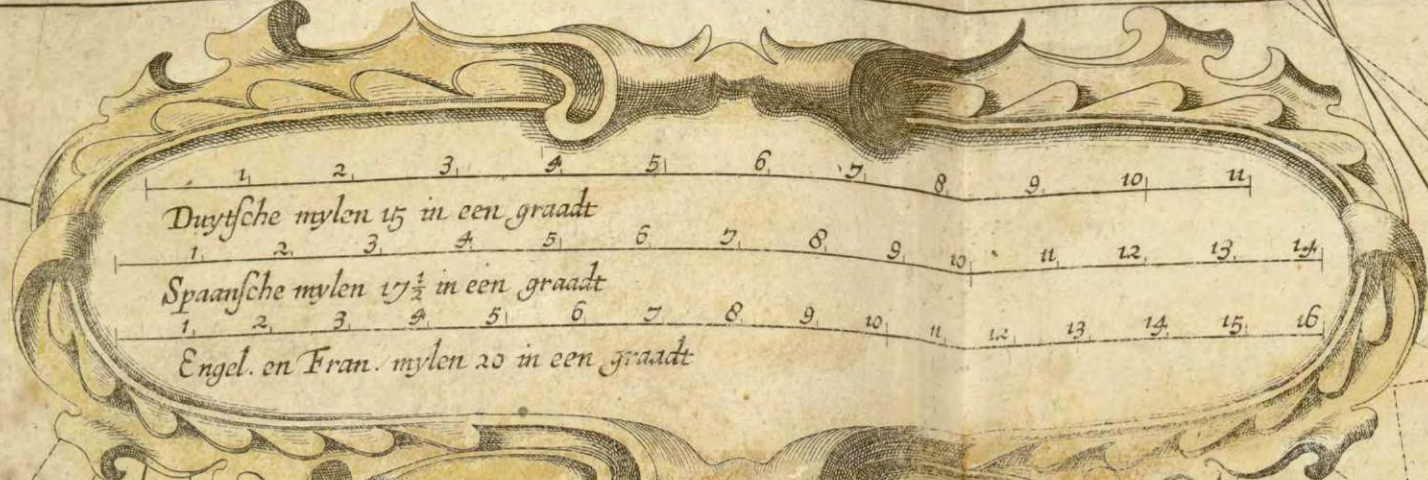 1 2 3 4 5 6 7 8 9 10 11
Duytſche mylen 15 in een graadt
1 2 3 4 5 6 7 8 9 10 11 12 13 14
Spaanſche mylen 17½ in een graadt
1 2 3 4 5 6 7 8 9 10 11 12 13 14 15 16
Engel. en Fran. mylen 20 in een graadt